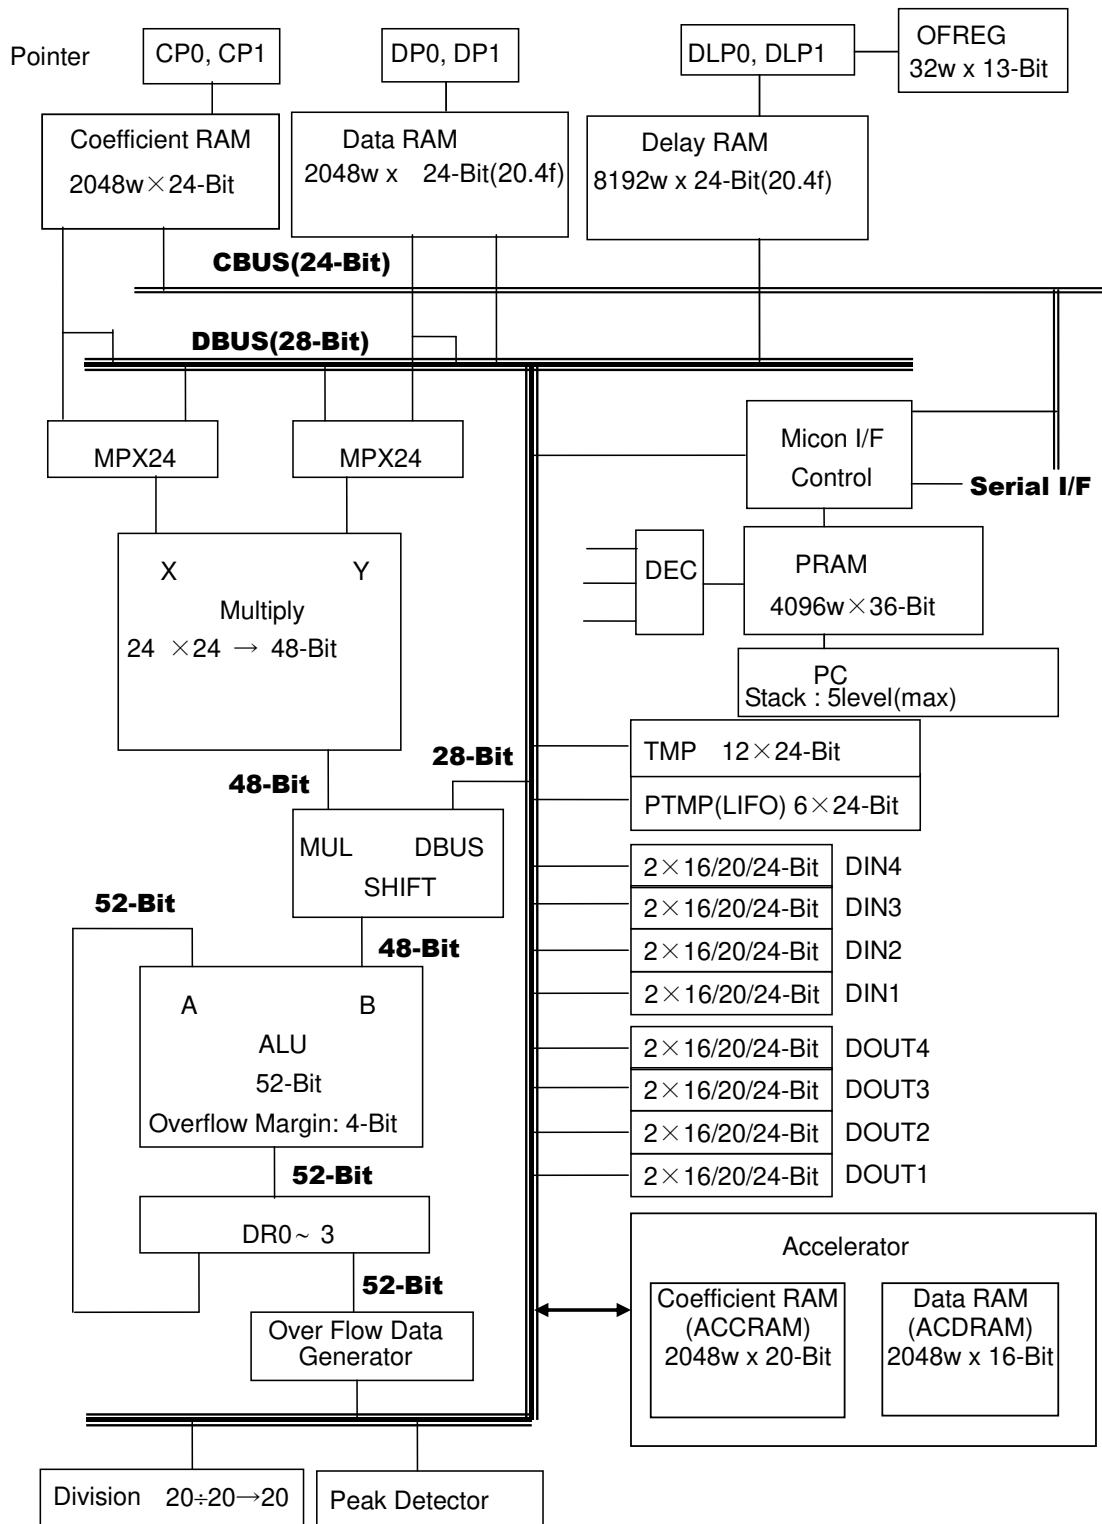 Pointer
CP0, CP1
DP0, DP1
DLP0, DLP1
OFREG
32w x 13-Bit
Coefficient RAM
2048w×24-Bit
Data RAM
2048w x 24-Bit(20.4f)
Delay RAM
8192w x 24-Bit(20.4f)
CBUS(24-Bit)
DBUS(28-Bit)
MPX24
MPX24
Micon I/F
Control
Serial I/F
X Y
Multiply
24 ×24 → 48-Bit
DEC
PRAM
4096w×36-Bit
PC
Stack : 5level(max)
TMP 12×24-Bit
PTMP(LIFO) 6×24-Bit
48-Bit
28-Bit
MUL DBUS
SHIFT
2×16/20/24-Bit DIN4
2×16/20/24-Bit DIN3
2×16/20/24-Bit DIN2
2×16/20/24-Bit DIN1
52-Bit
48-Bit
A B
ALU
52-Bit
Overflow Margin: 4-Bit
2×16/20/24-Bit DOUT4
2×16/20/24-Bit DOUT3
2×16/20/24-Bit DOUT2
2×16/20/24-Bit DOUT1
52-Bit
DR0~ 3
52-Bit
Over Flow Data
Generator
Accelerator
Coefficient RAM
(ACCRAM)
2048w x 20-Bit
Data RAM
(ACDRAM)
2048w x 16-Bit
Division 20÷20→20
Peak Detector